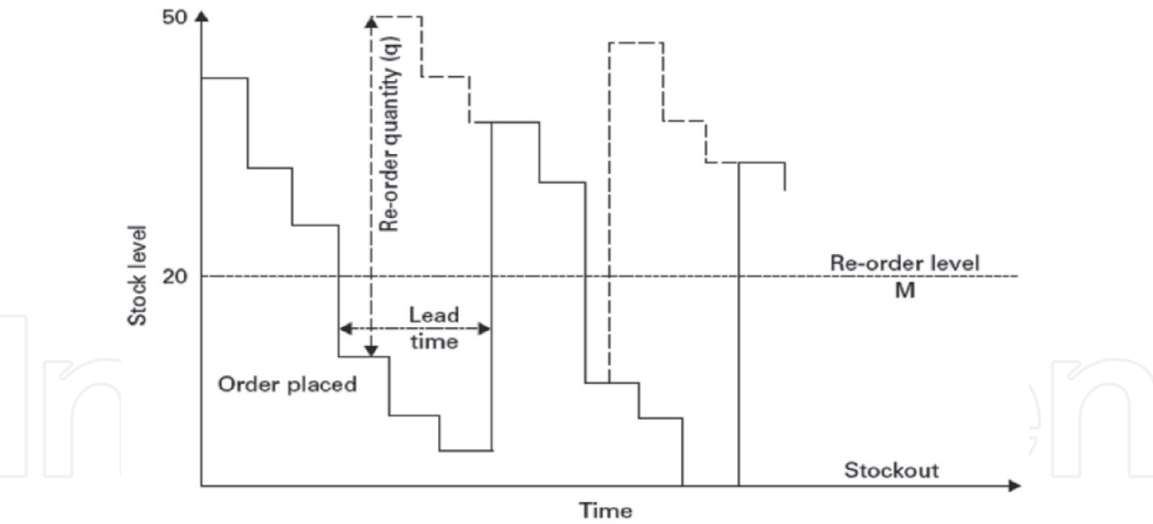 50
Re-order quantity (q)
Stock level
20
Re-order level
M
Lead
time
Order placed
Stockout
Time